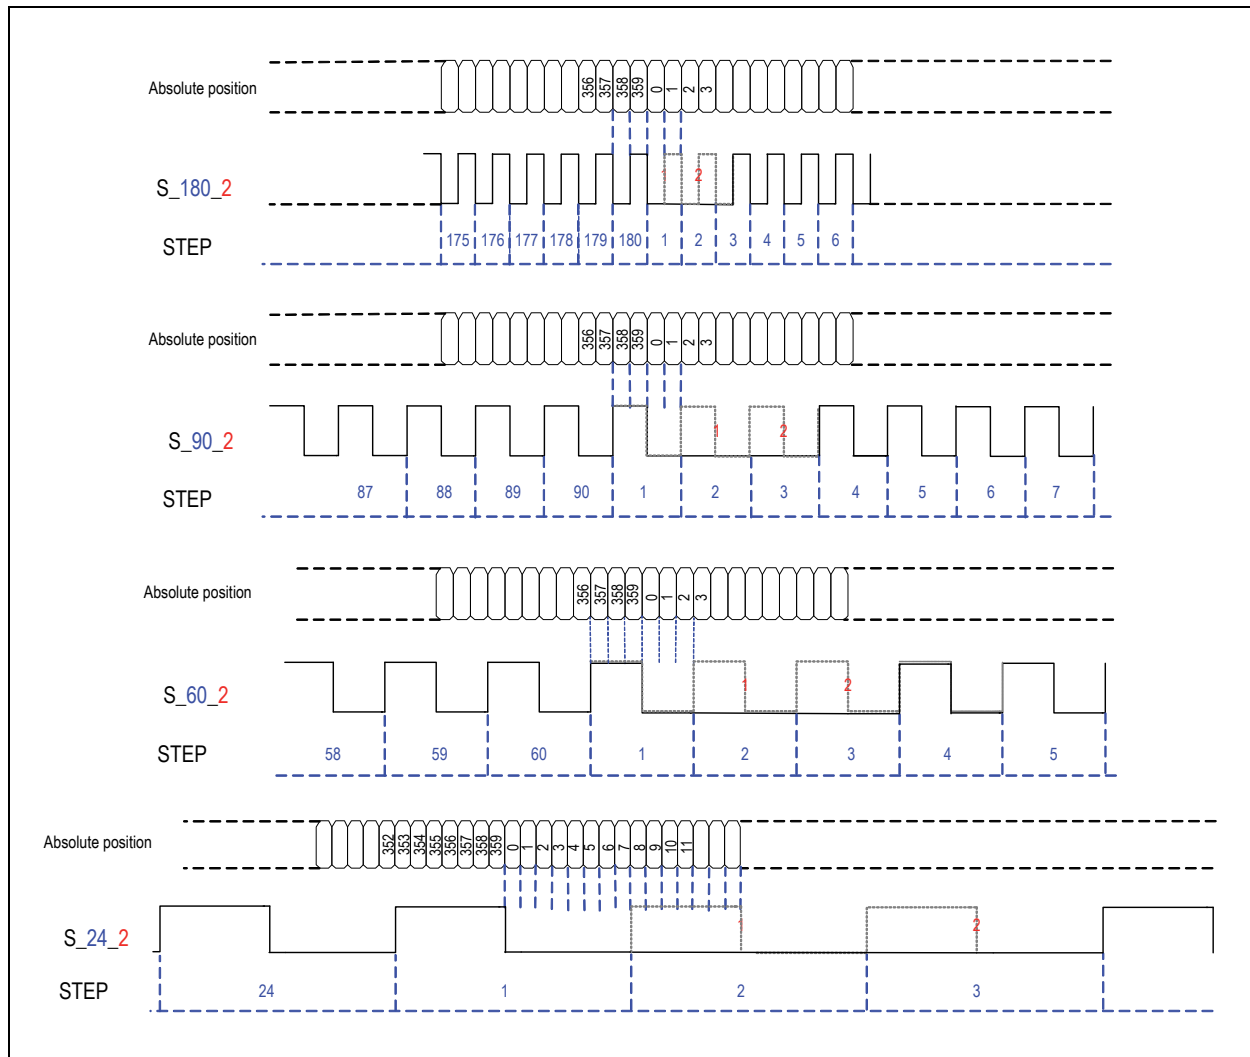 Absolute position
356 357 358 359 0 1 2 3
S_180_2
1 2
STEP
175 176 177 178 179 180 1 2 3 4 5 6
Absolute position
356 357 358 359 0 1 2 3
S_90_2
1 2
STEP
87 88 89 90 1 2 3 4 5 6 7
Absolute position
356 357 358 359 0 1 2 3
S_60_2
1 2
STEP
58 59 60 1 2 3 4 5
Absolute position
352 353 354 355 356 357 358 359 0 1 2 3 4 5 6 7 8 9 10 11
S_24_2
1 2
STEP
24 1 2 3